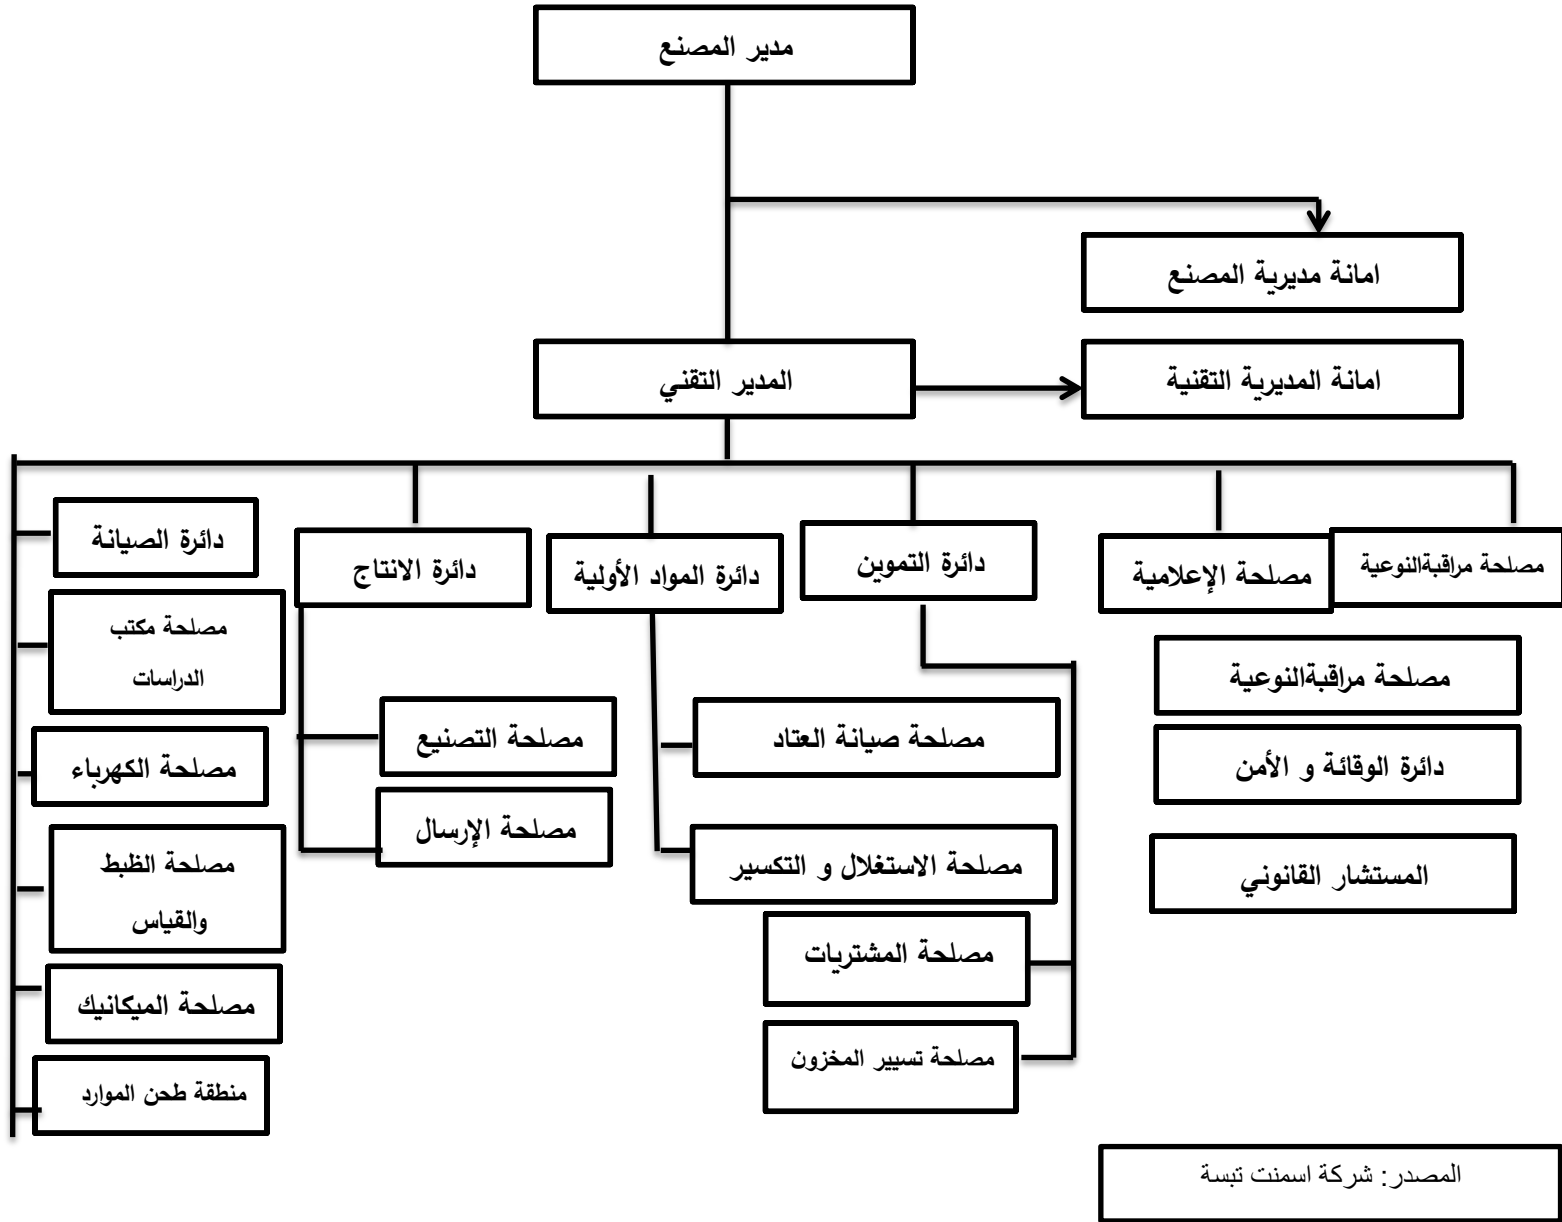 مدير المصنع
امانة مديرية المصنع
المدير التقني
امانة المديرية التقنية
مصلحة مراقبةالنوعية
مصلحة الإعلامية
دائرة التموين
دائرة المواد الأولية
دائرة الانتاج
دائرة الصيانة
مصلحة مراقبةالنوعية
دائرة الوقائة و الأمن
المستشار القانوني
مصلحة المشتريات
مصلحة تسيير المخزون
مصلحة صيانة العتاد
مصلحة الاستغلال و التكسير
مصلحة التصنيع
مصلحة الإرسال
مصلحة مكتب
الدراسات
مصلحة الكهرباء
مصلحة الظبط
والقياس
مصلحة الميكانيك
منطقة طحن الموارد
المصدر: شركة اسمنت تبسة